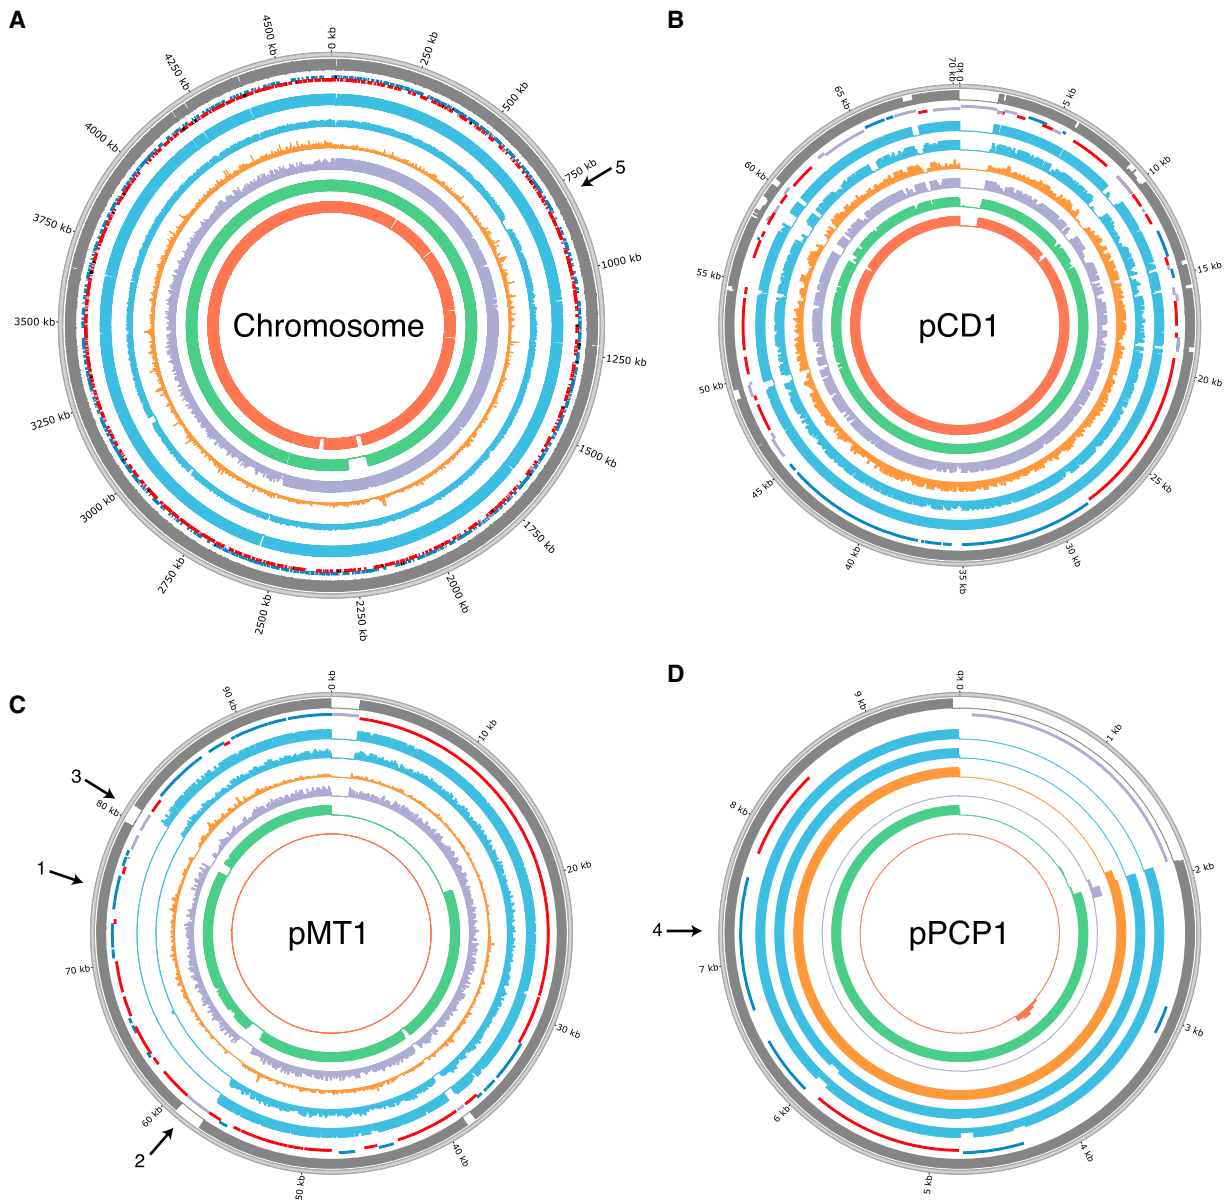 A
0 kb
250 kb
500 kb
750 kb
5
1000 kb
1250 kb
1500 kb
1750 kb
2000 kb
2250 kb
2500 kb
2750 kb
3000 kb
3250 kb
3500 kb
3750 kb
4000 kb
4250 kb
4500 kb
Chromosome
B
0 kb
5 kb
10 kb
15 kb
20 kb
25 kb
30 kb
35 kb
40 kb
45 kb
50 kb
55 kb
60 kb
65 kb
70 kb
pCD1
C
0 kb
10 kb
20 kb
30 kb
40 kb
50 kb
60 kb
70 kb
80 kb
90 kb
3
1
2
pMT1
D
0 kb
1 kb
2 kb
3 kb
4 kb
5 kb
6 kb
7 kb
8 kb
9 kb
4
pPCP1